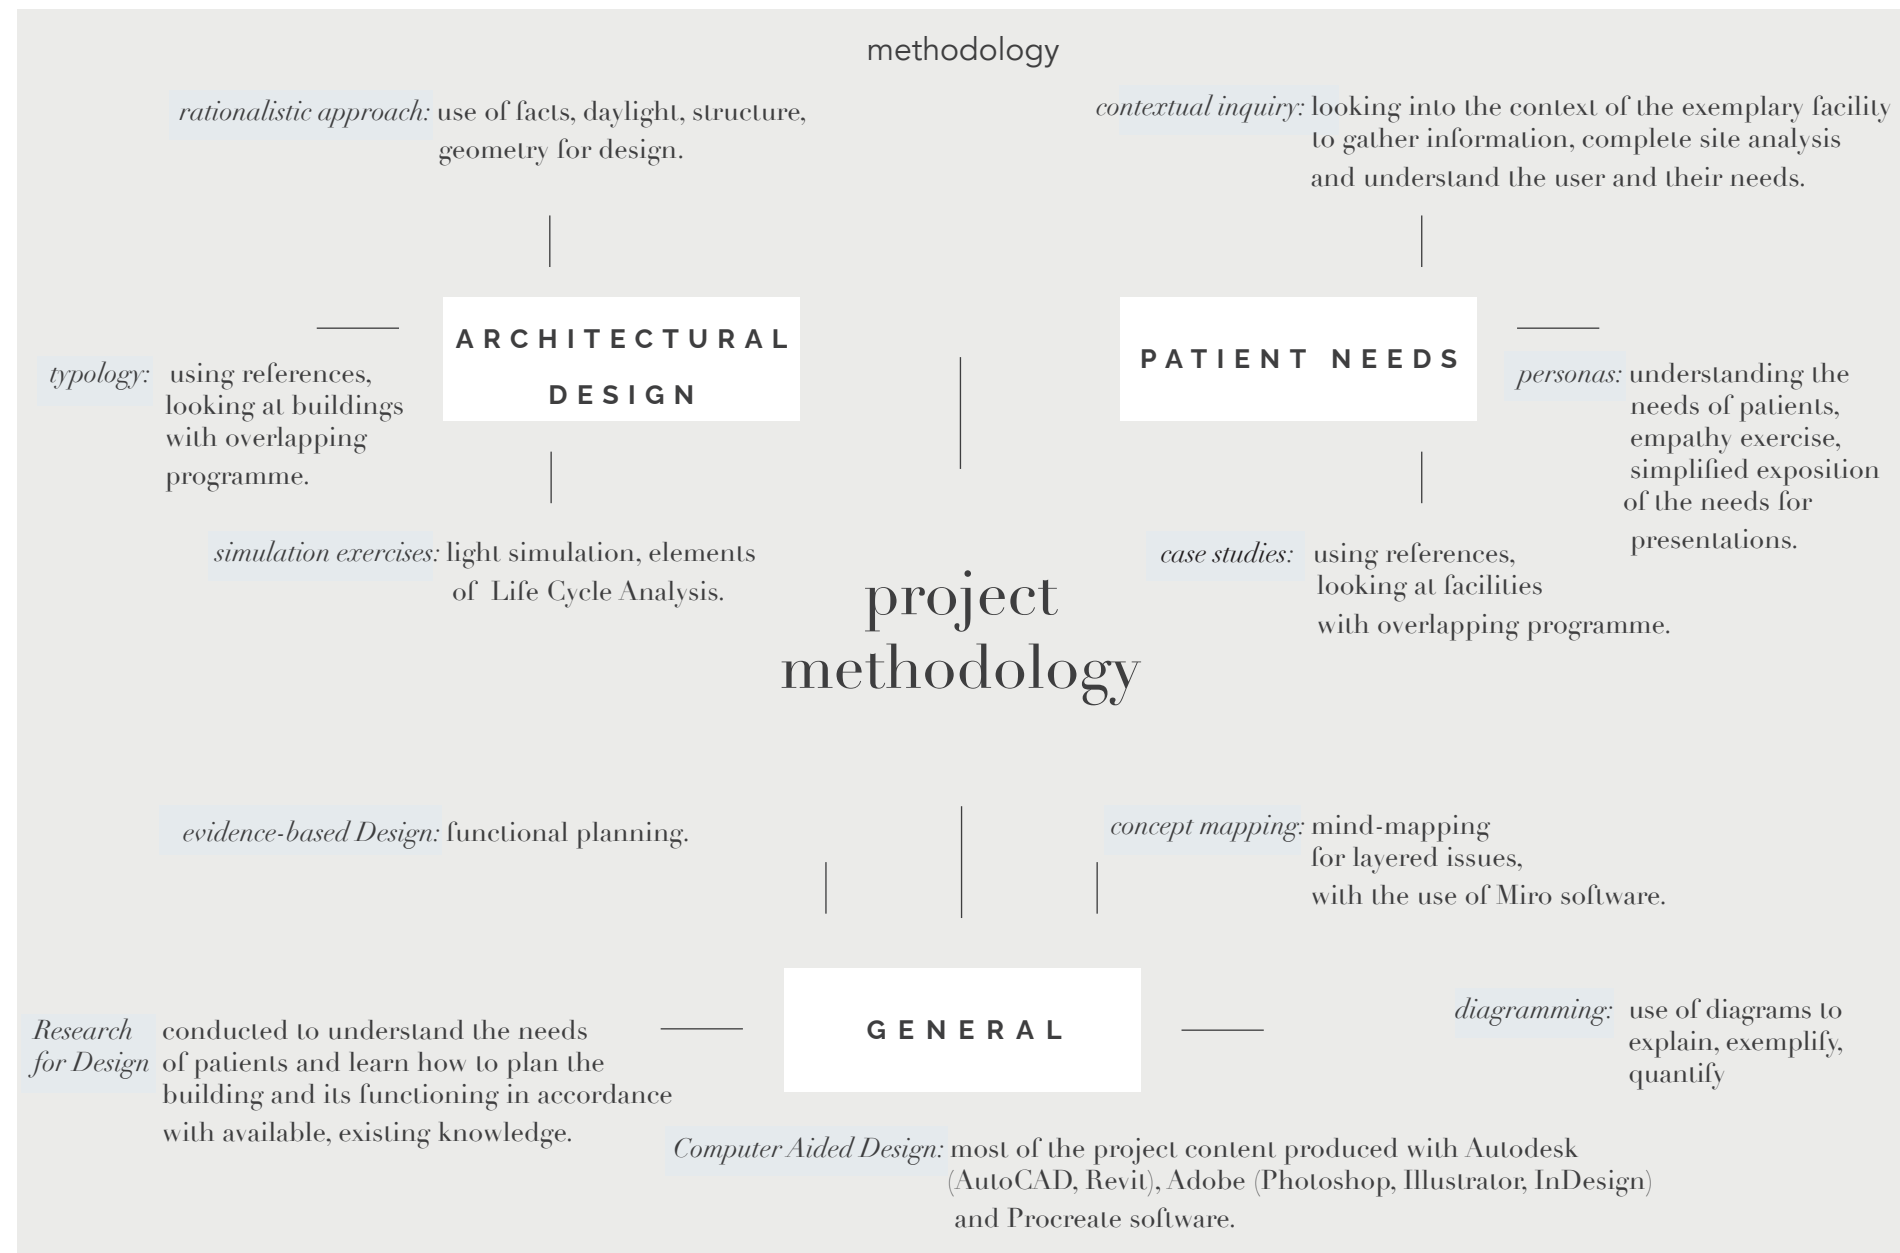 methodology
rationalistic approach: use of facts, daylight, structure,
geometry for design.
contextual inquiry: looking into the context of the exemplary facility
to gather information, complete site analysis
and understand the user and their needs.
ARCHITECTURAL
DESIGN
PATIENT NEEDS
typology: using references,
looking at buildings
with overlapping
programme.
personas: understanding the
needs of patients,
empathy exercise,
simplified exposition
of the needs for
presentations.
simulation exercises: light simulation, elements
of Life Cycle Analysis.
case studies: using references,
looking at facilities
with overlapping programme.
project
methodology
evidence-based Design: functional planning.
concept mapping: mind-mapping
for layered issues,
with the use of Miro software.
GENERAL
Research
for Design
conducted to understand the needs
of patients and learn how to plan the
building and its functioning in accordance
with available, existing knowledge.
diagramming: use of diagrams to
explain, exemplify,
quantify
Computer Aided Design: most of the project content produced with Autodesk
(AutoCAD, Revit), Adobe (Photoshop, Illustrator, InDesign)
and Procreate software.